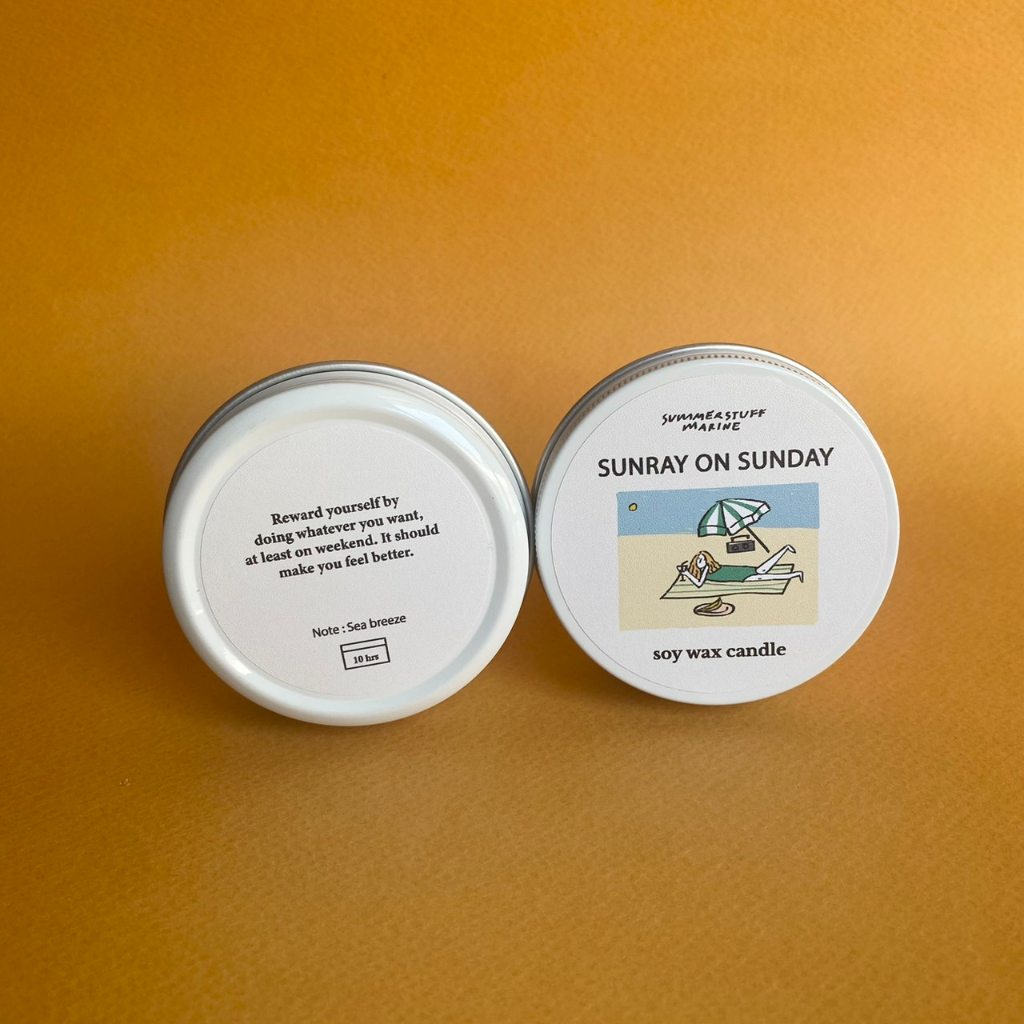 Reward yourself by
doing whatever you want,
at least on weekend. It should
make you feel better.
Note : Sea breeze
10 hrs
SUMMERSTUFF
MARINE
SUNRAY ON SUNDAY
soy wax candle